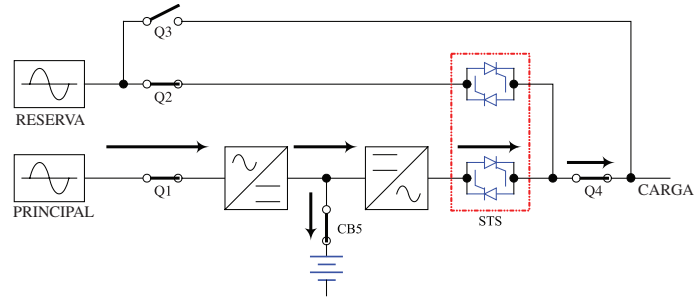 Q3
Q2
RESERVA
Q1
PRINCIPAL
CB5
STS
Q4
CARGA